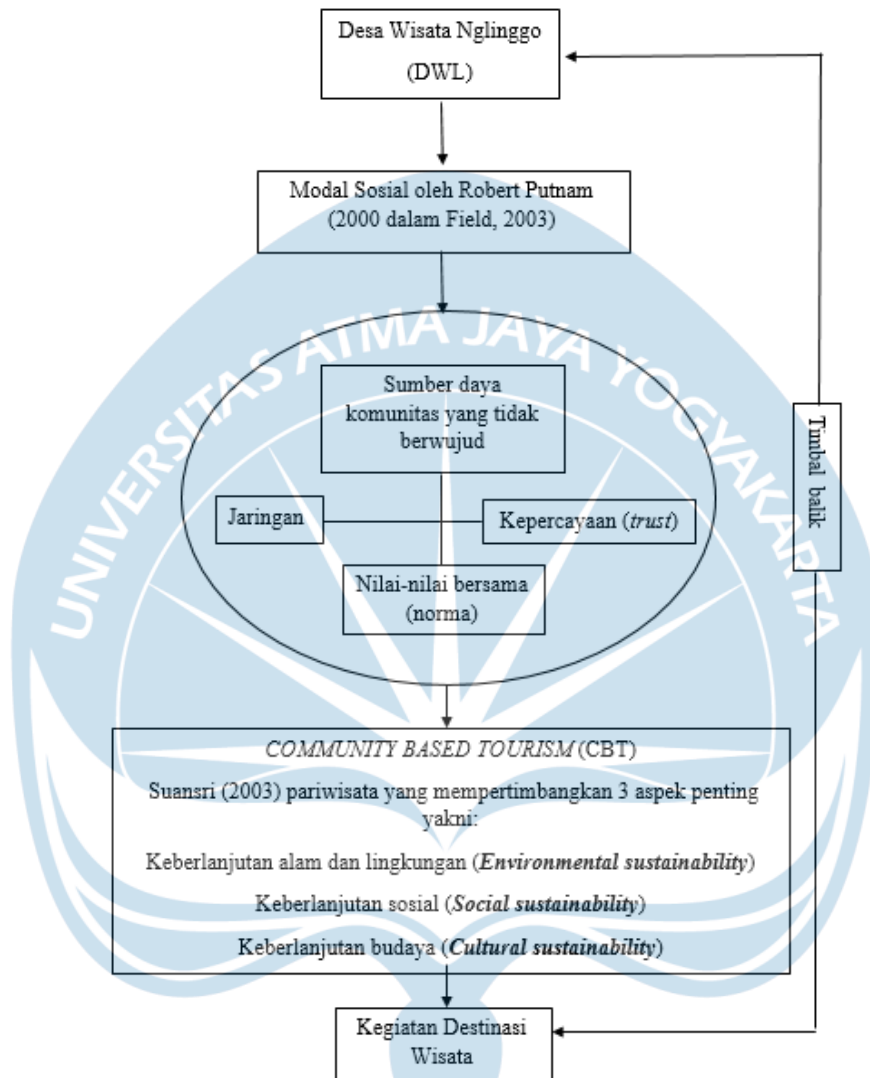 Desa Wisata Nglinggo
(DWL)
Modal Sosial oleh Robert Putnam
(2000 dalam Field, 2003)
UNIVERSITAS ATMA JAYA YOGYAKARTA
Sumber daya
komunitas yang tidak
berwujud
Jaringan
Kepercayaan (trust)
Nilai-nilai bersama
(norma)
Timbal balik
COMMUNITY BASED TOURISM (CBT)
Suansri (2003) pariwisata yang mempertimbangkan 3 aspek penting
yakni:
Keberlanjutan alam dan lingkungan (Environmental sustainability)
Keberlanjutan sosial (Social sustainability)
Keberlanjutan budaya (Cultural sustainability)
Kegiatan Destinasi
Wisata